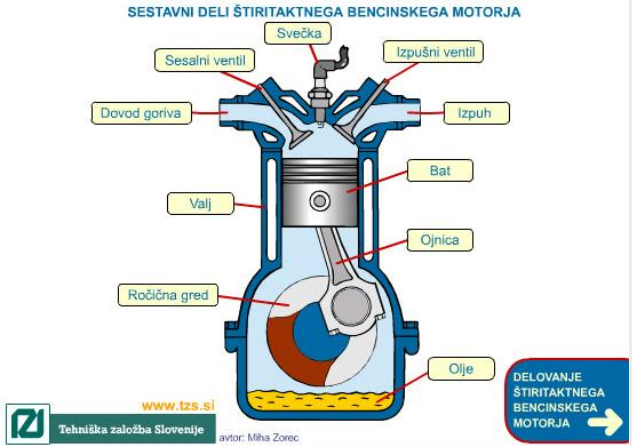 SESTAVNI DELI ŠTIRITAKTNEGA BENCINSKEGA MOTORJA
Svečka
Sesalni ventil
Izpušni ventil
Dovod goriva
Izpuh
Bat
Valj
Ojnica
Ročična gred
Olje
DELOVANJE
ŠTIRITAKTNEGA
BENCINSKEGA
MOTORJA
www.tzs.si
Tehniška založba Slovenije
avtor: Miha Zorec